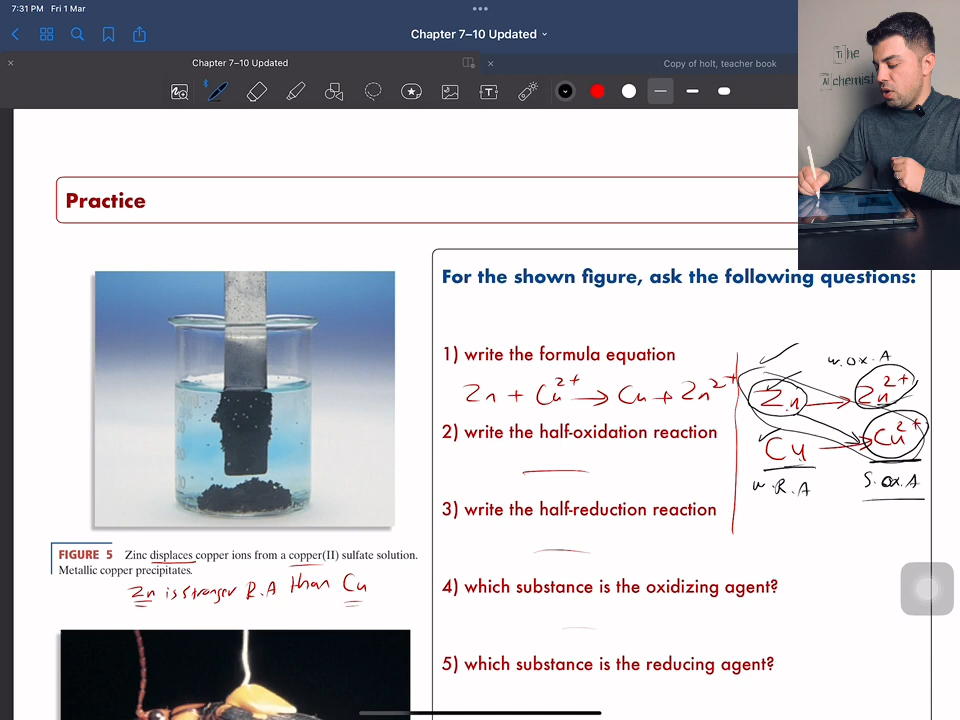 7:31 PM Fri 1 Mar
Chapter 7–10 Updated
Chapter 7–10 Updated
Copy of holt, teacher book
Ti he
Al chemist
Practice
FIGURE 5 Zinc displaces copper ions from a copper(II) sulfate solution.
Metallic copper precipitates.
Zn is stronger R.A than Cu
For the shown figure, ask the following questions:
1) write the formula equation
Zn + Cu²⁺ → Cu + Zn²⁺
2) write the half-oxidation reaction
3) write the half-reduction reaction
4) which substance is the oxidizing agent?
5) which substance is the reducing agent?
w.ox.A
Zn → Zn²⁺
Cu → Cu²⁺
w.R.A
S.ox.A